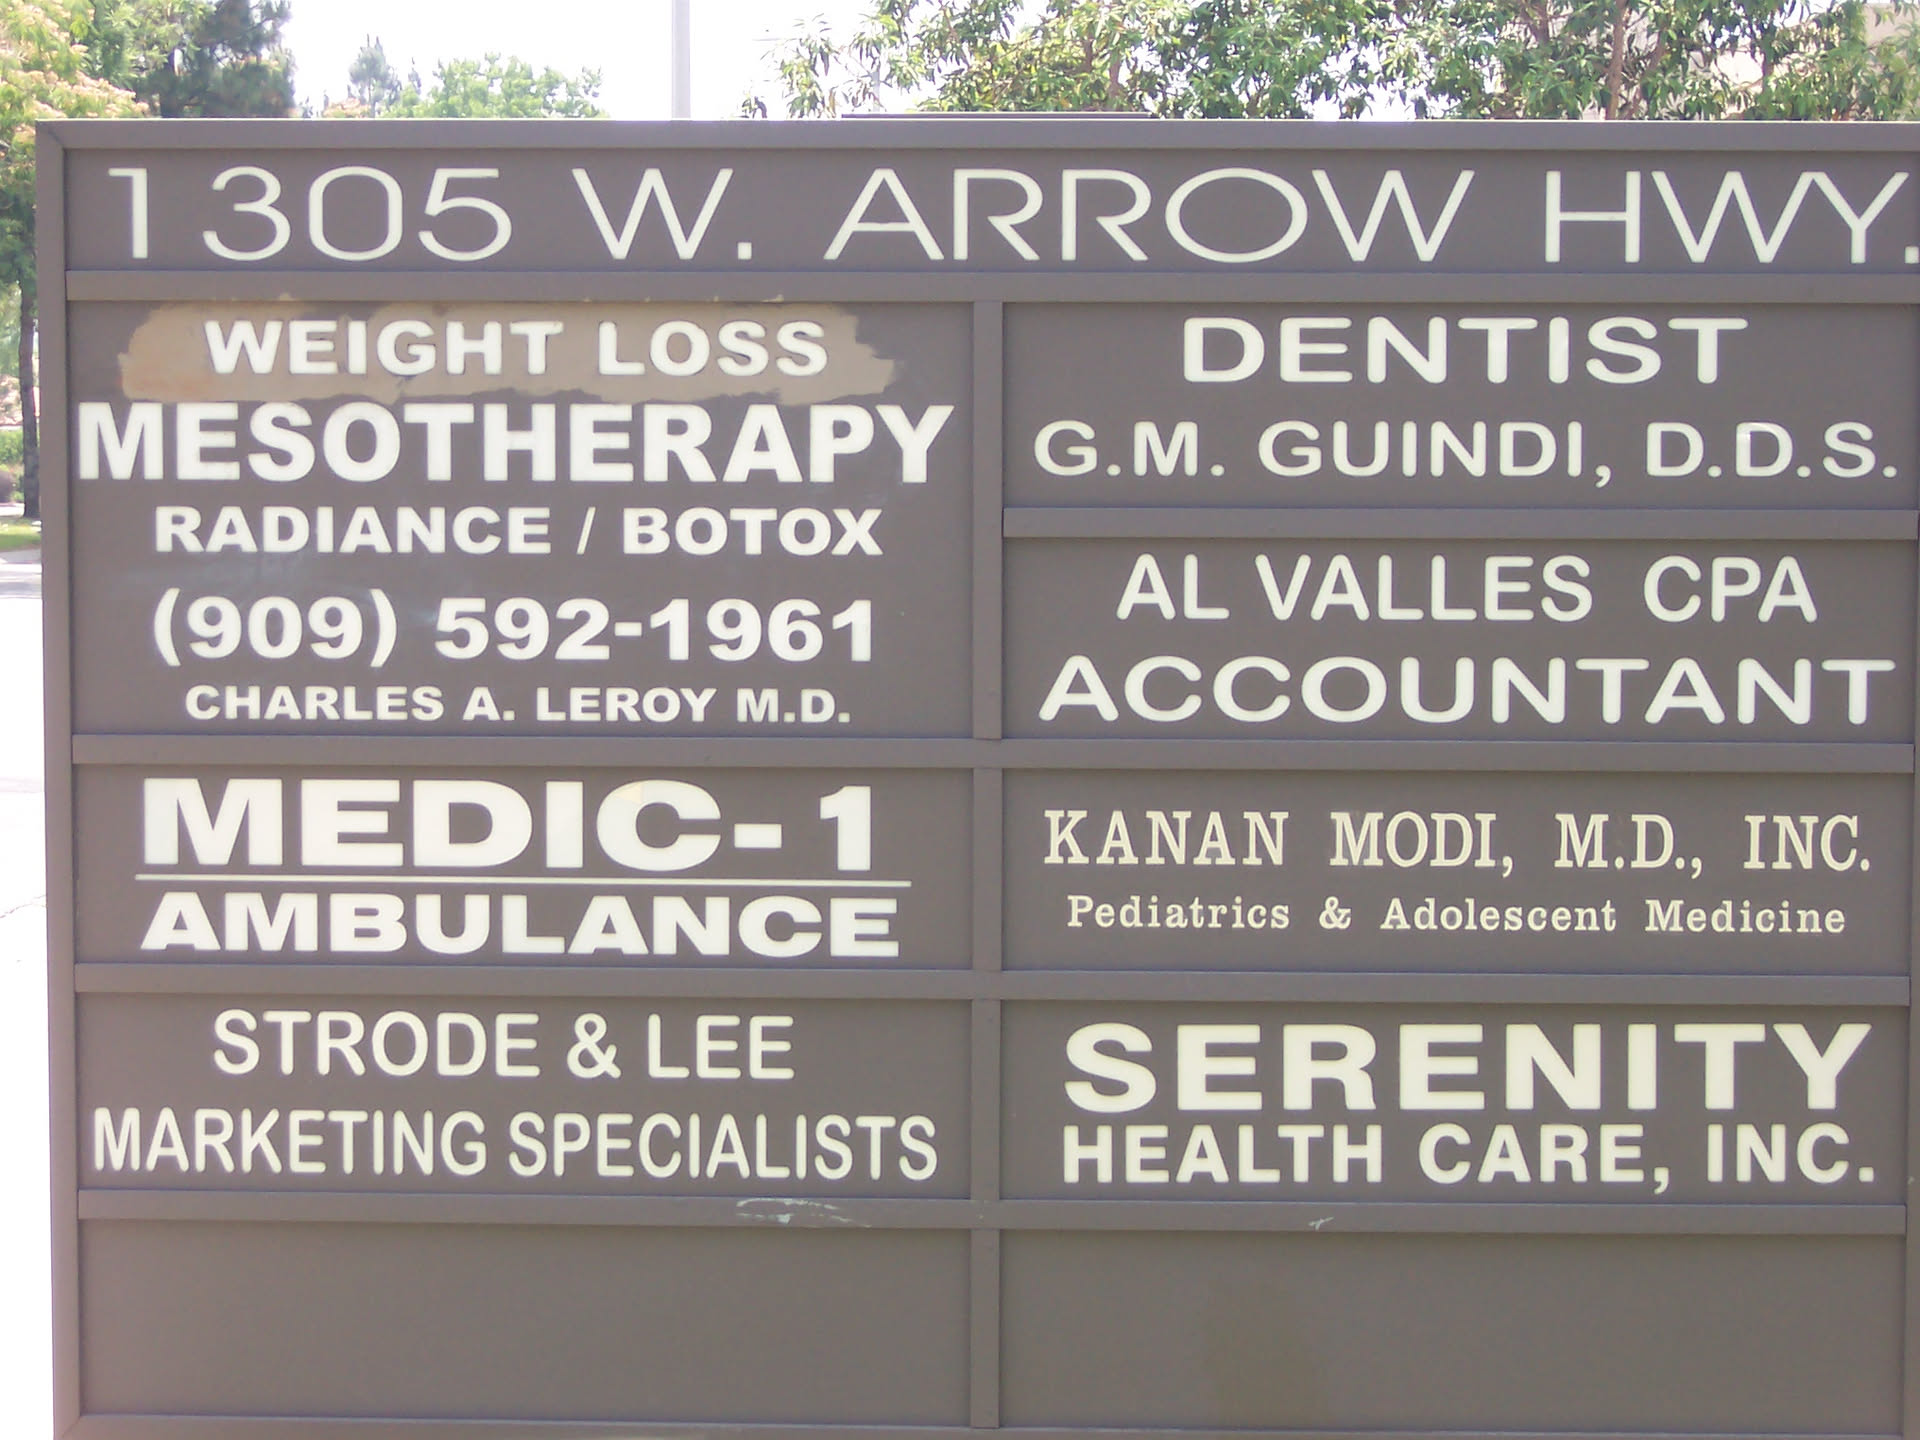 1305 W. ARROW HWY.
WEIGHT LOSS
MESOTHERAPY
RADIANCE / BOTOX
(909) 592-1961
CHARLES A. LEROY M.D.
DENTIST
G.M. GUINDI, D.D.S.
AL VALLES CPA
ACCOUNTANT
MEDIC-1
AMBULANCE
KANAN MODI, M.D., INC.
Pediatrics & Adolescent Medicine
STRODE & LEE
MARKETING SPECIALISTS
SERENITY
HEALTH CARE, INC.